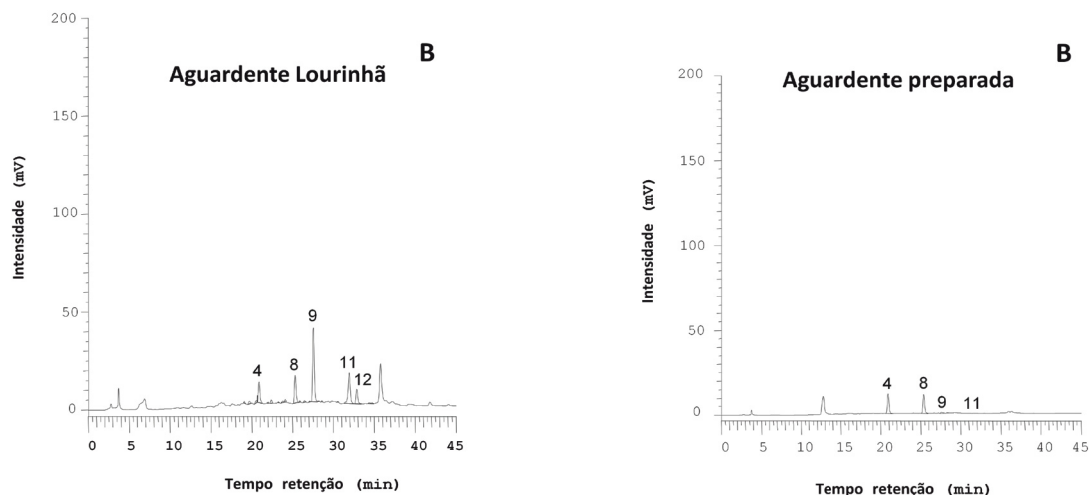 200
B
Aguardente Lourinhã
150
Intensidade (mV)
100
50
9
4
8
11
12
0
0 5 10 15 20 25 30 35 40 45
Tempo retenção (min)
B
200
Aguardente preparada
150
Intensidade (mV)
100
50
4
8
9
11
0
0 5 10 15 20 25 30 35 40 45
Tempo retenção (min)